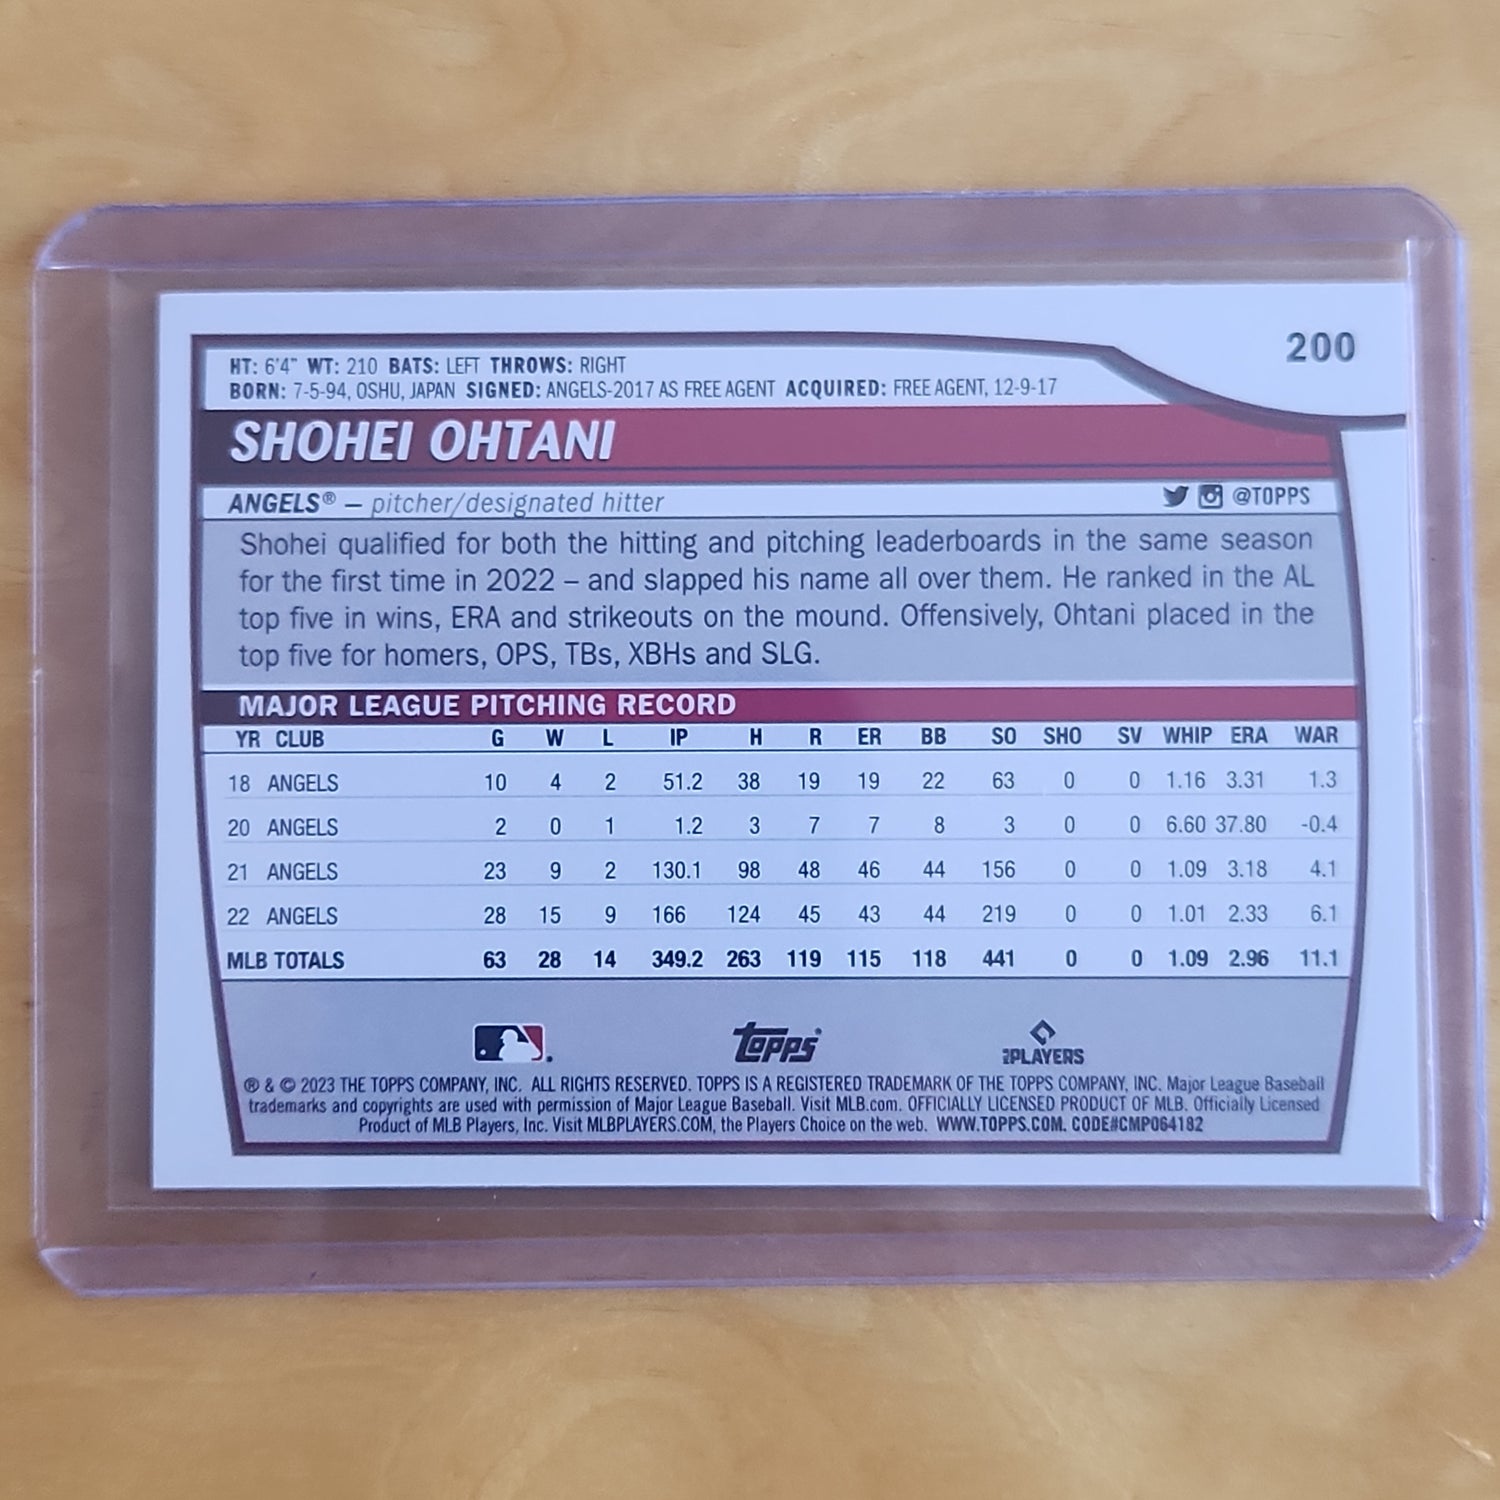 200
HT: 6'4" WT: 210 BATS: LEFT THROWS: RIGHT
BORN: 7-5-94, OSHU, JAPAN SIGNED: ANGELS-2017 AS FREE AGENT ACQUIRED: FREE AGENT, 12-9-17
SHOHEI OHTANI
ANGELS® – pitcher/designated hitter @TOPPS
Shohei qualified for both the hitting and pitching leaderboards in the same season
for the first time in 2022 – and slapped his name all over them. He ranked in the AL
top five in wins, ERA and strikeouts on the mound. Offensively, Ohtani placed in the
top five for homers, OPS, TBs, XBHs and SLG.
MAJOR LEAGUE PITCHING RECORD
YR CLUB G W L IP H R ER BB SO SHO SV WHIP ERA WAR
18 ANGELS 10 4 2 51.2 38 19 19 22 63 0 0 1.16 3.31 1.3
20 ANGELS 2 0 1 1.2 3 7 7 8 3 0 0 6.60 37.80 -0.4
21 ANGELS 23 9 2 130.1 98 48 46 44 156 0 0 1.09 3.18 4.1
22 ANGELS 28 15 9 166 124 45 43 44 219 0 0 1.01 2.33 6.1
MLB TOTALS 63 28 14 349.2 263 119 115 118 441 0 0 1.09 2.96 11.1
topps®
PLAYERS
® & © 2023 THE TOPPS COMPANY, INC. ALL RIGHTS RESERVED. TOPPS IS A REGISTERED TRADEMARK OF THE TOPPS COMPANY, INC. Major League Baseball
trademarks and copyrights are used with permission of Major League Baseball. Visit MLB.com. OFFICIALLY LICENSED PRODUCT OF MLB. Officially Licensed
Product of MLB Players, Inc. Visit MLBPLAYERS.COM, the Players Choice on the web. WWW.TOPPS.COM. CODE#CMP064182